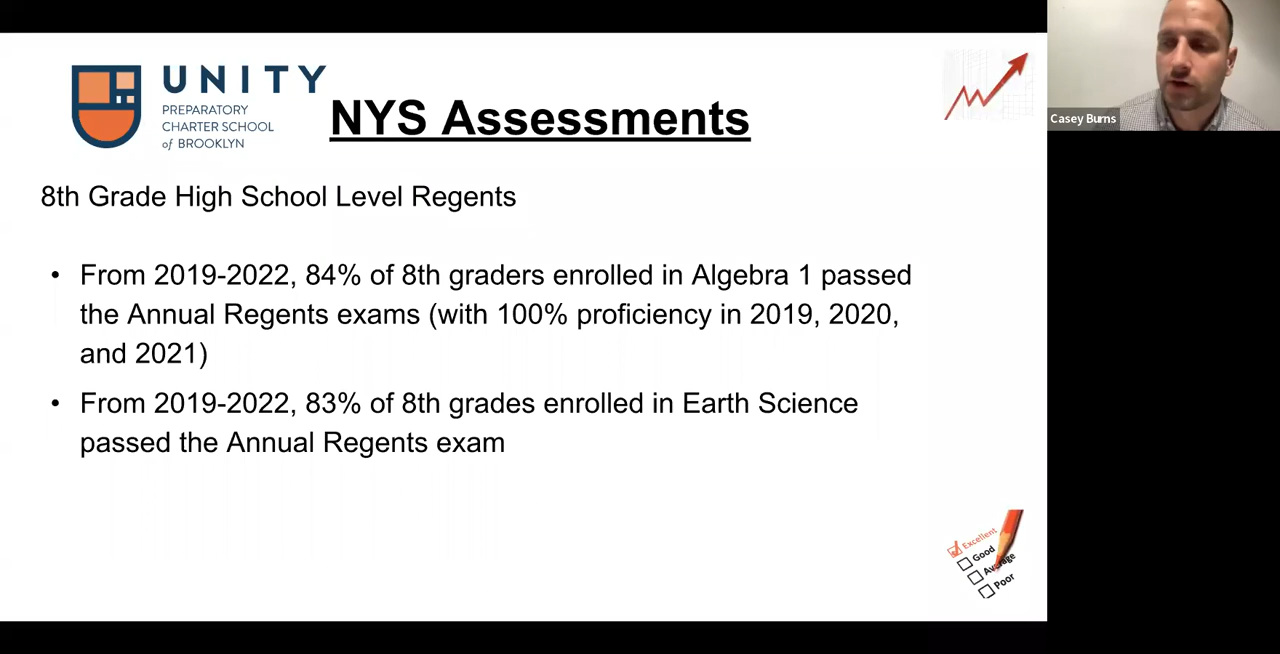 UNITY
PREPARATORY
CHARTER SCHOOL
of BROOKLYN
NYS Assessments
Casey Burns
8th Grade High School Level Regents
• From 2019-2022, 84% of 8th graders enrolled in Algebra 1 passed
the Annual Regents exams (with 100% proficiency in 2019, 2020,
and 2021)
• From 2019-2022, 83% of 8th grades enrolled in Earth Science
passed the Annual Regents exam
Excellent
Good
Average
Poor